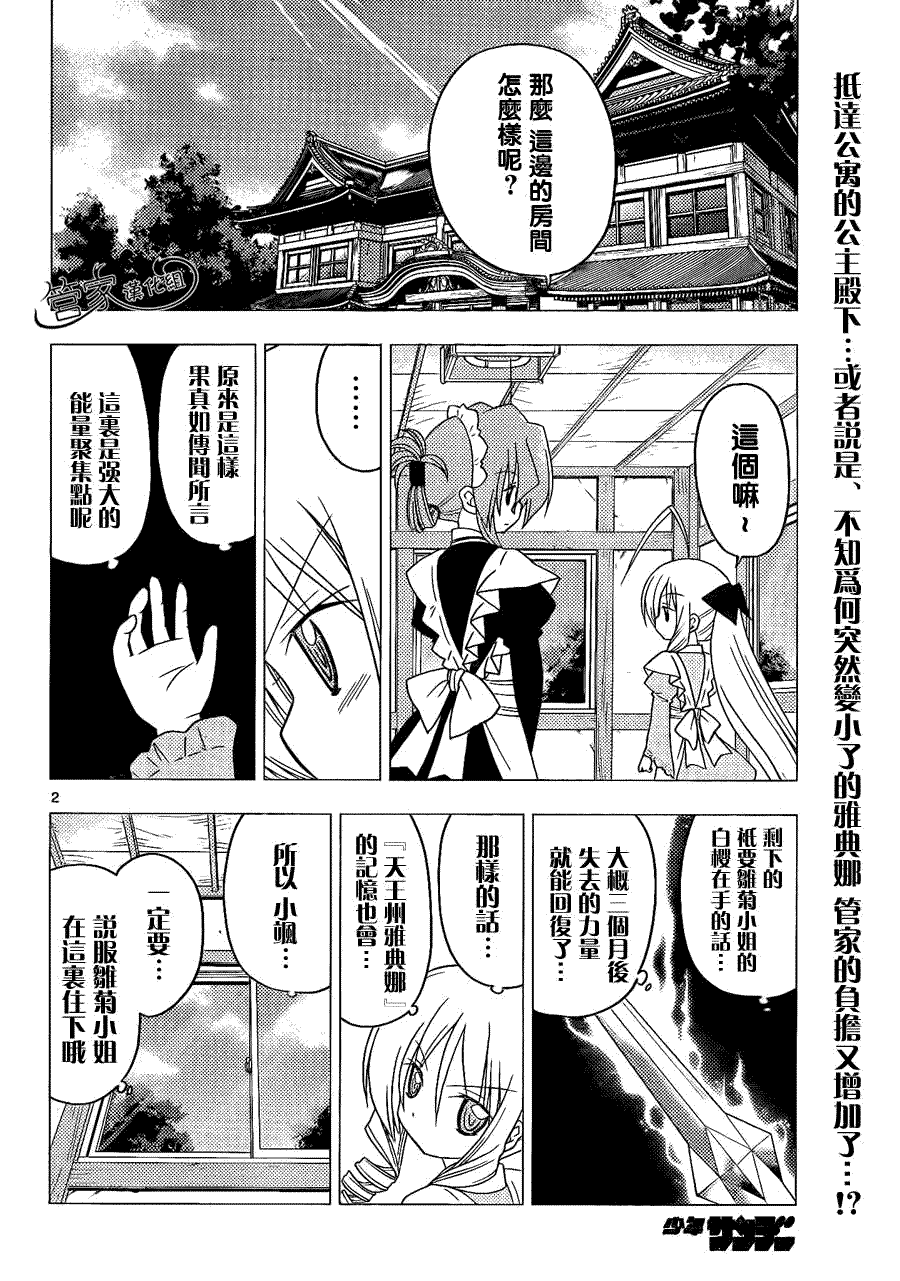 抵達公寓的公主殿下…或者説是、不知爲何突然變小了的雅典娜 管家的負擔又增加了…!?
那麼 這邊的房間
怎麼樣呢?
管家
漢化組
這個嘛～
……
原來是這樣
果真如傳聞所言
這裏是强大的
能量聚集點呢
2
剩下的
衹要雛菊小姐的
白櫻在手的話…
大概三個月後
失去的力量
就能回復了…
那樣的話…
『天王州雅典娜』
的記憶也會…
所以 小颯…
一定要…
説服雛菊小姐
在這裏住下哦
少年サンデー